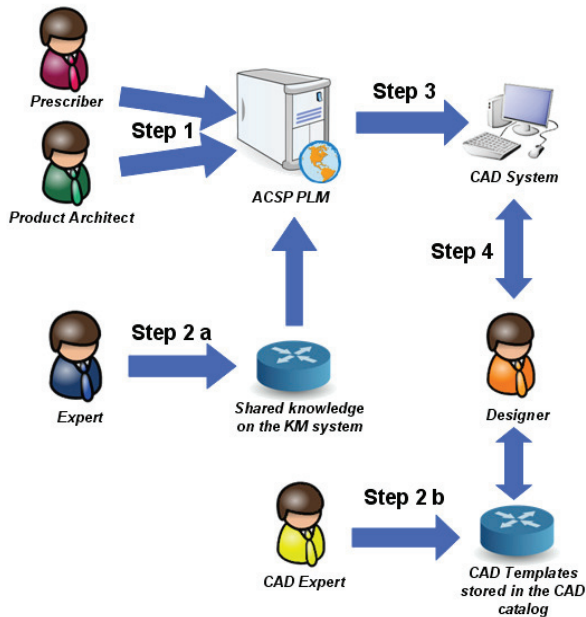 Prescriber
Step 1
Step 3
Product Architect
ACSP PLM
CAD System
Step 4
Step 2 a
Expert
Shared knowledge
on the KM system
Designer
Step 2 b
CAD Expert
CAD Templates
stored in the CAD
catalog